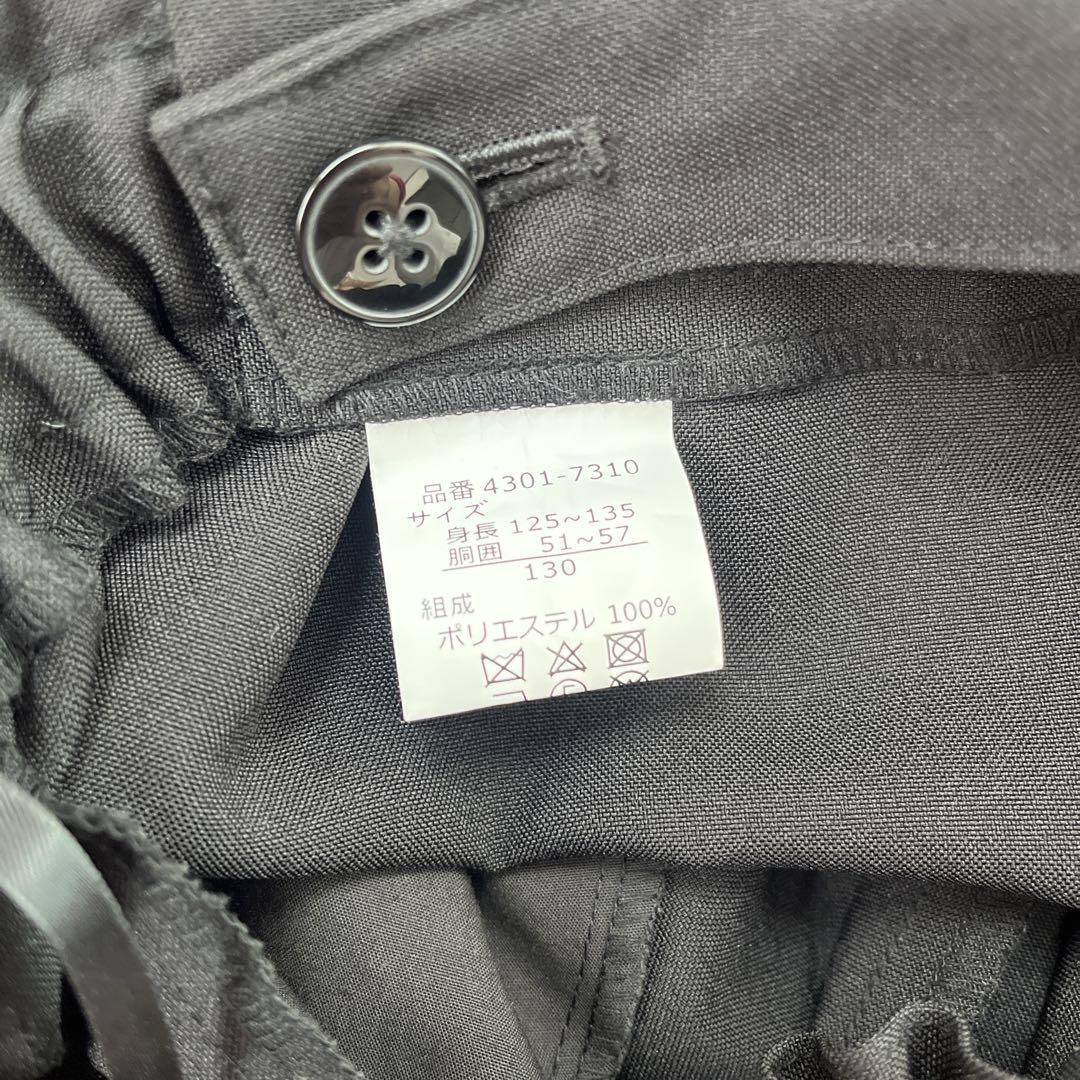 品番 4301-7310
サイズ
身長 125~135
胴囲 51~57
130
組成
ポリエステル 100%